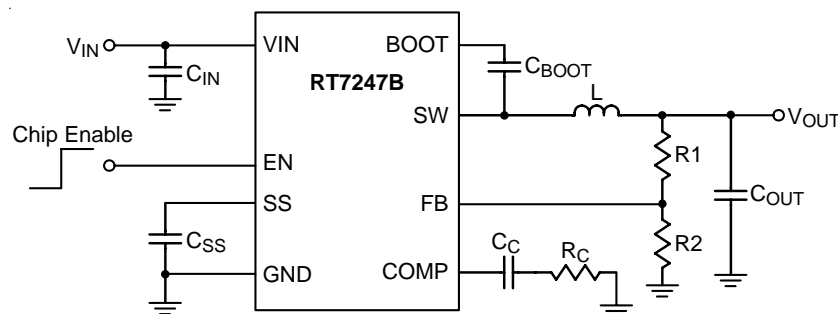 VIN
VIN
BOOT
CIN
RT7247B
CBOOT
L
SW
VOUT
Chip Enable
R1
EN
SS
FB
COUT
CSS
CC
RC
R2
GND
COMP